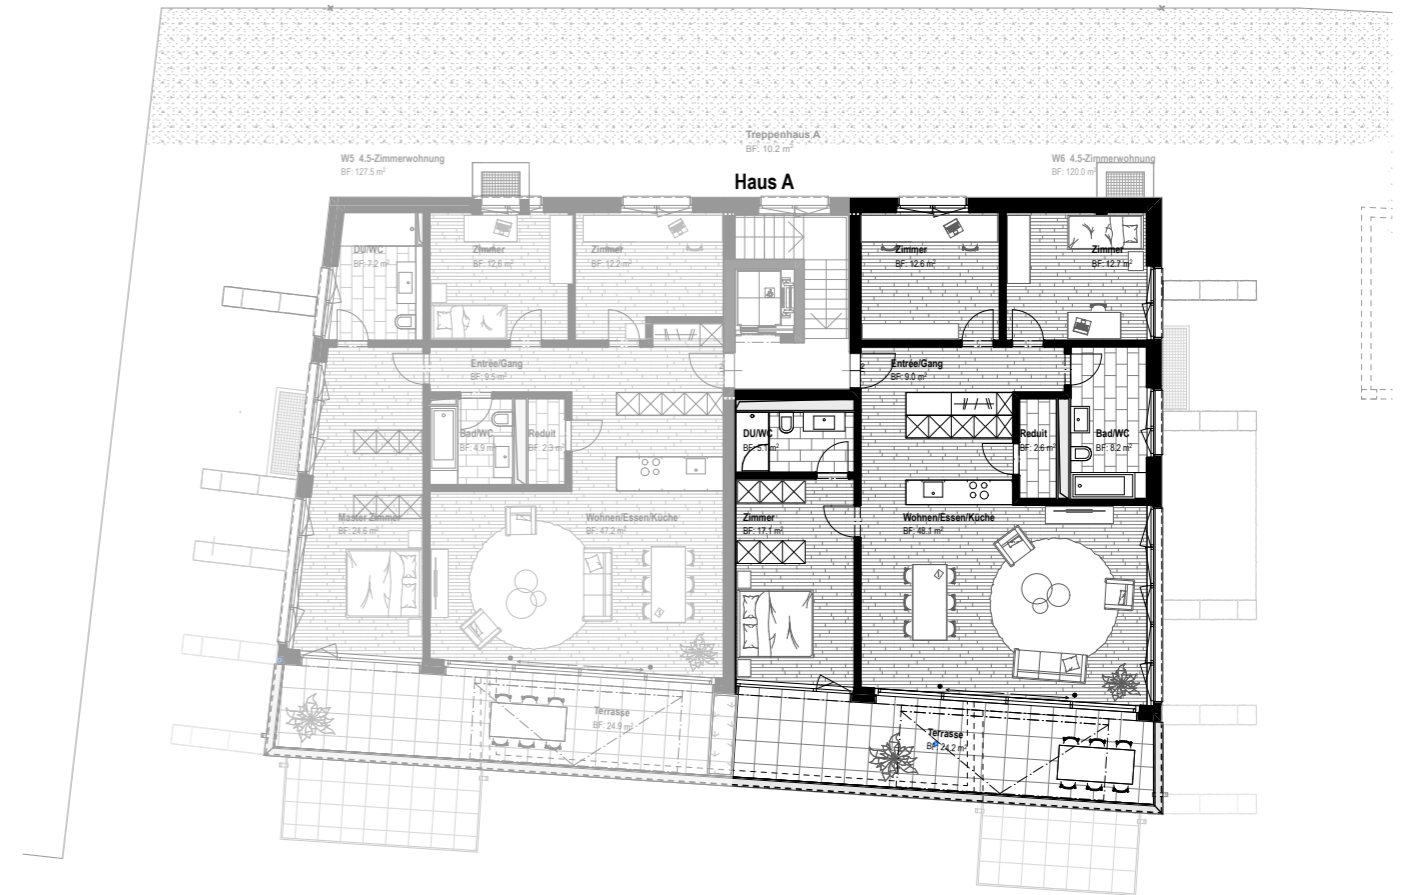 Treppenhaus A
BF: 10.2 m²
W5 4.5-Zimmerwohnung
BF: 127.5 m²
W6 4.5-Zimmerwohnung
BF: 120.0 m²
Haus A
DU/WC
BF: 7.2 m²
Zimmer
BF: 12.6 m²
Zimmer
BF: 12.2 m²
Zimmer
BF: 12.6 m²
Zimmer
BF: 12.7 m²
Entrée/Gang
BF: 9.5 m²
Entrée/Gang
BF: 9.0 m²
Bad/WC
BF: 4.9 m²
Reduit
BF: 2.3 m²
DU/WC
BF: 5.1 m²
Reduit
BF: 2.6 m²
Bad/WC
BF: 8.2 m²
Master Zimmer
BF: 24.6 m²
Wohnen/Essen/Küche
BF: 47.2 m²
Zimmer
BF: 17.1 m²
Wohnen/Essen/Küche
BF: 48.1 m²
Terrasse
BF: 24.9 m²
Terrasse
BF: 24.2 m²